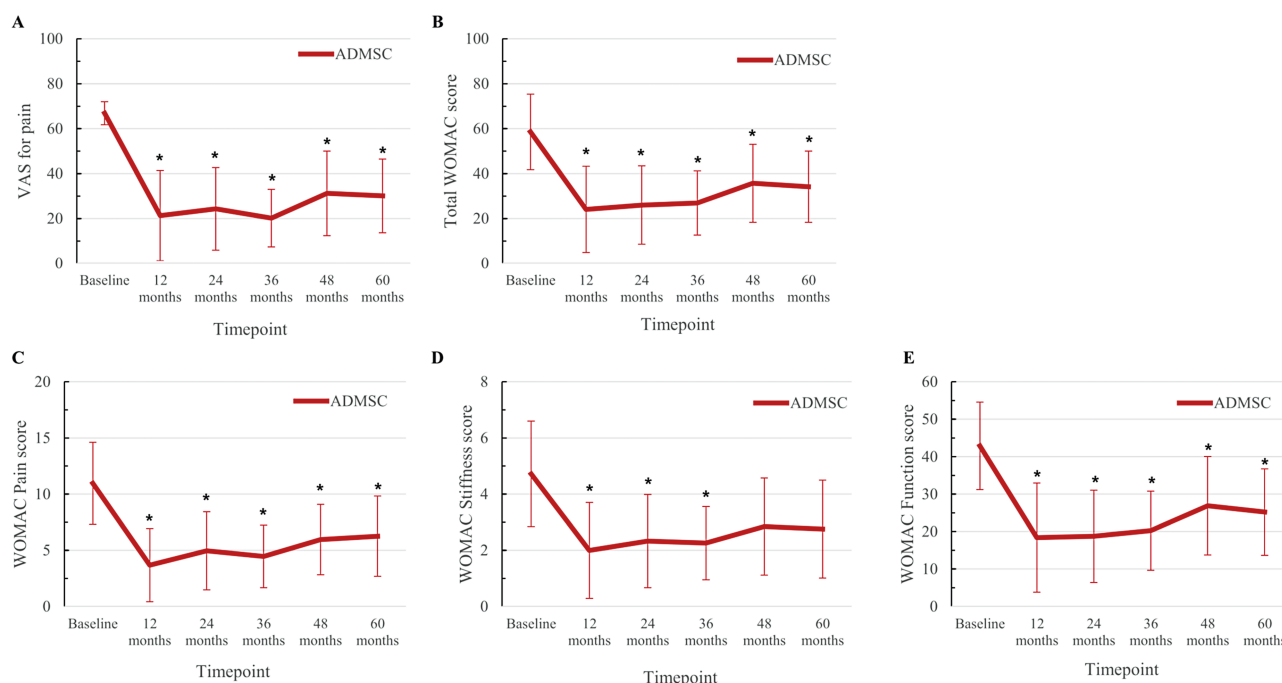 A
VAS for pain
100
80
60
40
20
0
ADMSC
* * * * *
Baseline 12 months 24 months 36 months 48 months 60 months
Timepoint
B
Total WOMAC score
100
80
60
40
20
0
ADMSC
* * * * *
Baseline 12 months 24 months 36 months 48 months 60 months
Timepoint
C
WOMAC Pain score
20
15
10
5
0
ADMSC
* * * * *
Baseline 12 months 24 months 36 months 48 months 60 months
Timepoint
D
WOMAC Stiffness score
8
6
4
2
0
ADMSC
* * *
Baseline 12 months 24 months 36 months 48 months 60 months
Timepoint
E
WOMAC Function score
60
50
40
30
20
10
0
ADMSC
* * * * *
Baseline 12 months 24 months 36 months 48 months 60 months
Timepoint